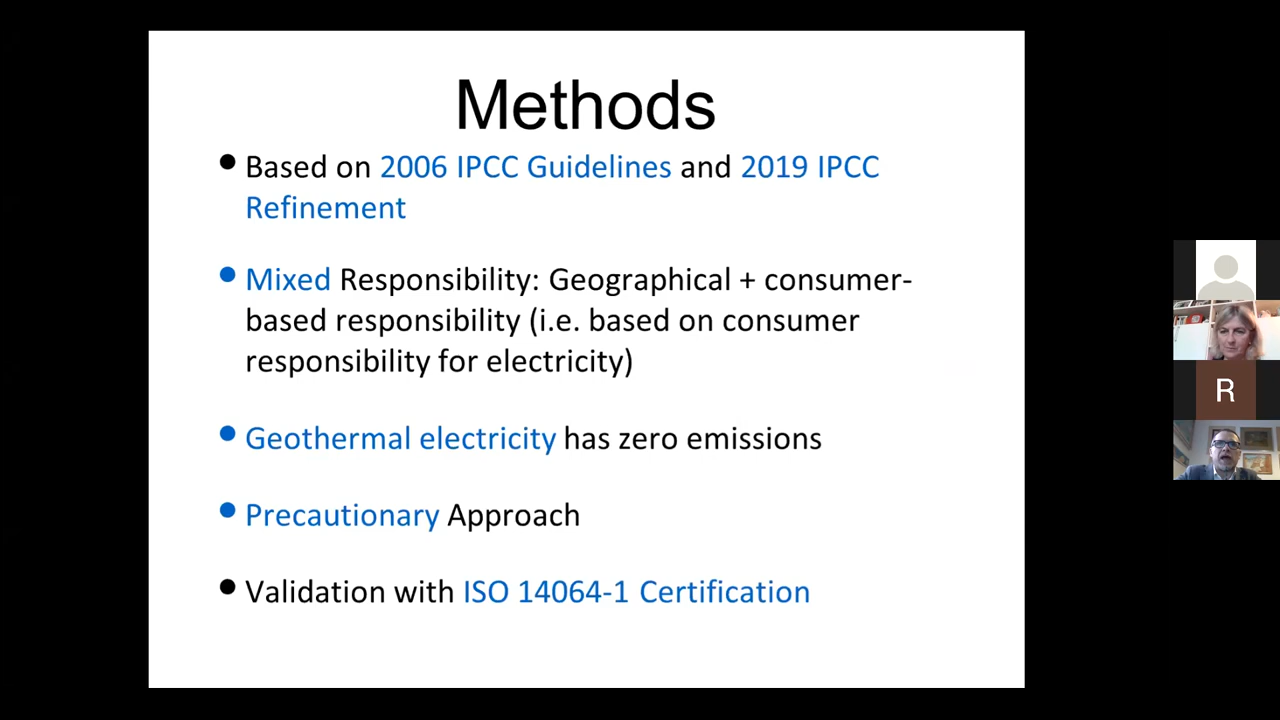 Methods
• Based on 2006 IPCC Guidelines and 2019 IPCC
Refinement
• Mixed Responsibility: Geographical + consumer-
based responsibility (i.e. based on consumer
responsibility for electricity)
• Geothermal electricity has zero emissions
• Precautionary Approach
• Validation with ISO 14064-1 Certification
R